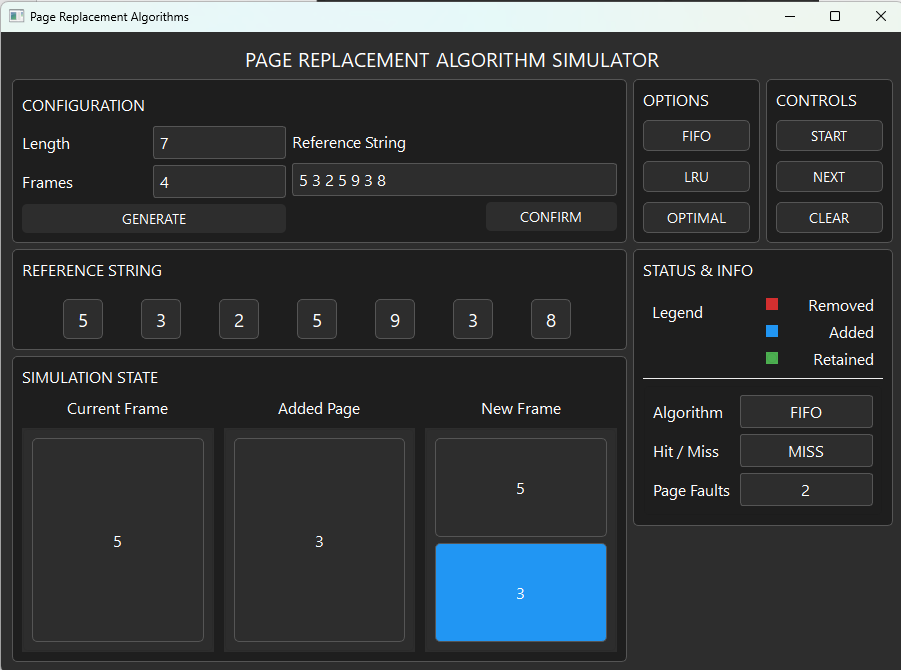 Page Replacement Algorithms
PAGE REPLACEMENT ALGORITHM SIMULATOR
CONFIGURATION
Length
7
Reference String
Frames
4
5 3 2 5 9 3 8
GENERATE
CONFIRM
OPTIONS
FIFO
LRU
OPTIMAL
CONTROLS
START
NEXT
CLEAR
REFERENCE STRING
5 3 2 5 9 3 8
SIMULATION STATE
Current Frame
Added Page
New Frame
5
3
5
3
STATUS & INFO
Legend
Removed
Added
Retained
Algorithm
FIFO
Hit / Miss
MISS
Page Faults
2